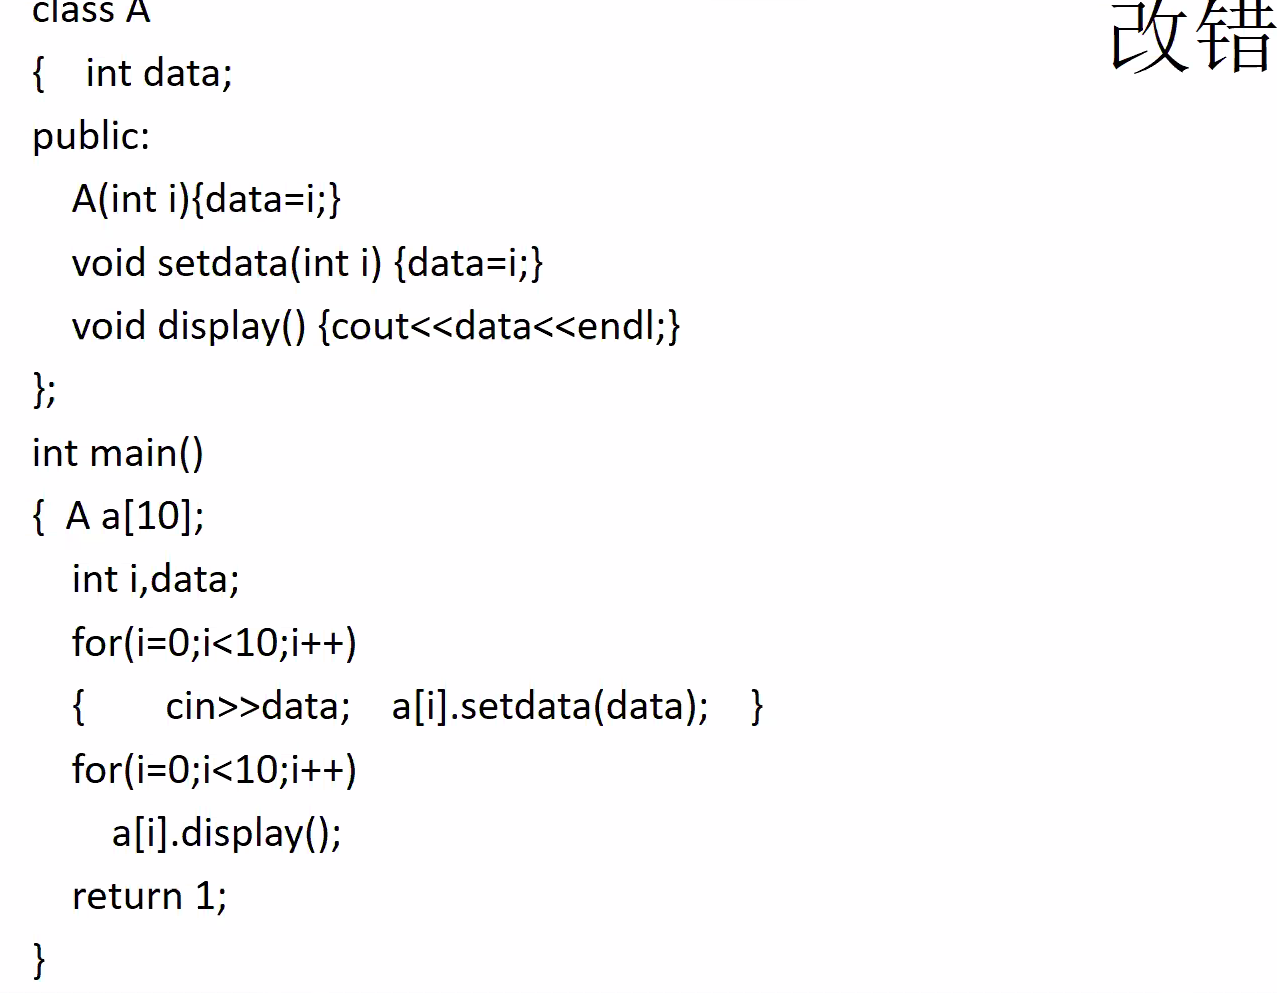 class A
改错
{ int data;
public:
A(int i){data=i;}
void setdata(int i) {data=i;}
void display() {cout<<data<<endl;}
};
int main()
{ A a[10];
int i,data;
for(i=0;i<10;i++)
{ cin>>data; a[i].setdata(data); }
for(i=0;i<10;i++)
a[i].display();
return 1;
}